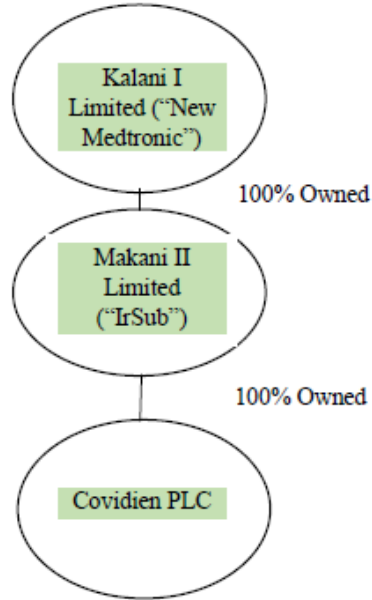 Kalani I
Limited (“New
Medtronic”)
100% Owned
Makani II
Limited
(“IrSub”)
100% Owned
Covidien PLC